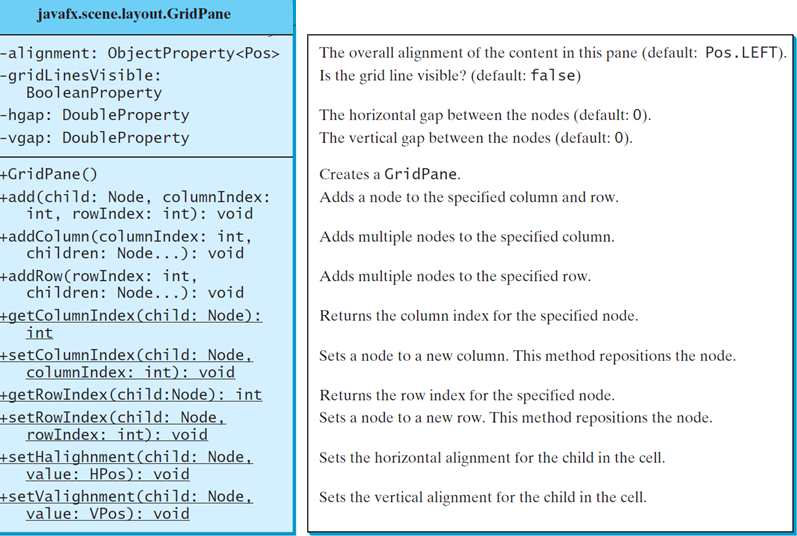 javafx.scene.layout.GridPane
-alignment: ObjectProperty<Pos>
The overall alignment of the content in this pane (default: Pos.LEFT).
-gridLinesVisible:
BooleanProperty
Is the grid line visible? (default: false)
-hgap: DoubleProperty
The horizontal gap between the nodes (default: 0).
-vgap: DoubleProperty
The vertical gap between the nodes (default: 0).
+GridPane()
Creates a GridPane.
+add(child: Node, columnIndex:
int, rowIndex: int): void
Adds a node to the specified column and row.
+addColumn(columnIndex: int,
children: Node...): void
Adds multiple nodes to the specified column.
+addRow(rowIndex: int,
children: Node...): void
Adds multiple nodes to the specified row.
+getColumnIndex(child: Node):
int
Returns the column index for the specified node.
+setColumnIndex(child: Node,
columnIndex: int): void
Sets a node to a new column. This method repositions the node.
+getRowIndex(child:Node): int
Returns the row index for the specified node.
+setRowIndex(child: Node,
rowIndex: int): void
Sets a node to a new row. This method repositions the node.
+setHalighnment(child: Node,
value: HPos): void
Sets the horizontal alignment for the child in the cell.
+setValighnment(child: Node,
value: VPos): void
Sets the vertical alignment for the child in the cell.